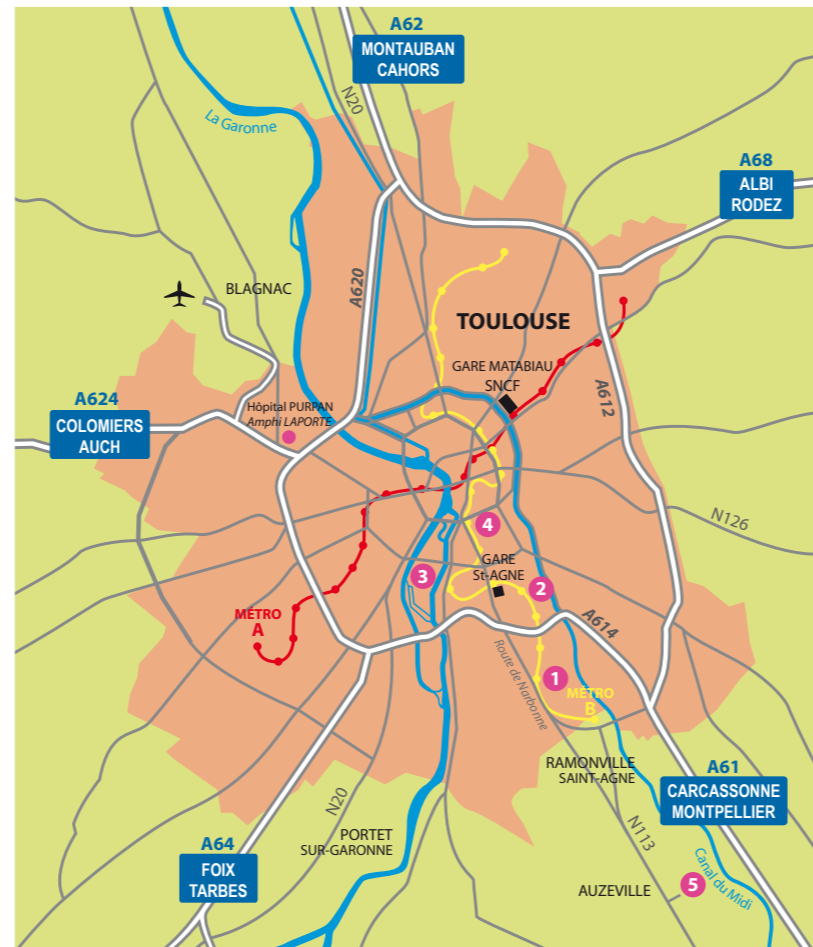 A62
MONTAUBAN
CAHORS
N20
La Garonne
A68
ALBI
RODEZ
A620
BLAGNAC
TOULOUSE
GARE MATABIAU
SNCF
A612
A624
COLOMIERS
AUCH
Hôpital PURPAN
Amphi LAPORTE
N126
4
GARE
St-AGNE
3
2
MÉTRO
A
A614
Route de Narbonne
1
MÉTRO
B
RAMONVILLE
SAINT-AGNE
A61
CARCASSONNE
MONTPELLIER
N20
A64
FOIX
TARBES
PORTET
SUR-GARONNE
N113
Canal du Midi
AUZEVILLE
5